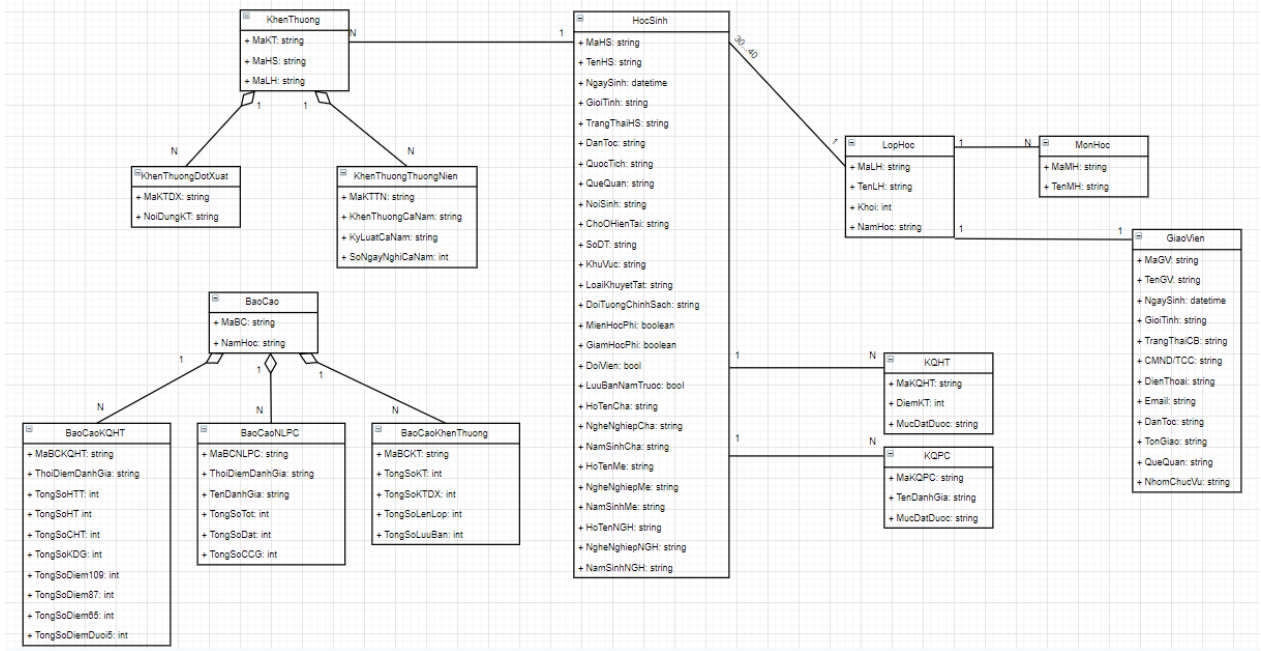 KhenThuong
+ MaKT: string
+ MaHS: string
+ MaLH: string
N
1
1
1
N
N
KhenThuongDotXuat
+ MaKTDX: string
+ NoiDungKT: string
KhenThuongThuongNien
+ MaKTTN: string
+ KhenThuongCaNam: string
+ KyLuatCaNam: string
+ SoNgayNghiCaNam: int
BaoCao
+ MaBC: string
+ NamHoc: string
1
1
1
N
N
N
BaoCaoKQHT
+ MaBCKQHT: string
+ ThoiDiemDanhGia: string
+ TongSoHTT: int
+ TongSoHT int
+ TongSoCHT: int
+ TongSoKDG: int
+ TongSoDiem109: int
+ TongSoDiem87: int
+ TongSoDiem65: int
+ TongSoDiemDuoi5: int
BaoCaoNLPC
+ MaBCNLPC: string
+ ThoiDiemDanhGia: string
+ TenDanhGia: string
+ TongSoTot: int
+ TongSoDat: int
+ TongSoCCG: int
BaoCaoKhenThuong
+ MaBCKT: string
+ TongSoKT: int
+ TongSoKTDX: int
+ TongSoLenLop: int
+ TongSoLuuBan: int
HocSinh
+ MaHS: string
+ TenHS: string
+ NgaySinh: datetime
+ GioiTinh: string
+ TrangThaiHS: string
+ DanToc: string
+ QuocTich: string
+ QueQuan: string
+ NoiSinh: string
+ ChoOHienTai: string
+ SoDT: string
+ KhuVuc: string
+ LoaiKhuyetTat: string
+ DoiTuongChinhSach: string
+ MienHocPhi: boolean
+ GiamHocPhi: boolean
+ DoiVien: bool
+ LuuBanNamTruoc: bool
+ HoTenCha: string
+ NgheNghiepCha: string
+ NamSinhCha: string
+ HoTenMe: string
+ NgheNghiepMe: string
+ NamSinhMe: string
+ HoTenNGH: string
+ NgheNghiepNGH: string
+ NamSinhNGH: string
30...40
1
LopHoc
+ MaLH: string
+ TenLH: string
+ Khoi: int
+ NamHoc: string
1
N
MonHoc
+ MaMH: string
+ TenMH: string
1
1
GiaoVien
+ MaGV: string
+ TenGV: string
+ NgaySinh: datetime
+ GioiTinh: string
+ TrangThaiCB: string
+ CMND/TCC: string
+ DienThoai: string
+ Email: string
+ DanToc: string
+ TonGiao: string
+ QueQuan: string
+ NhomChucVu: string
1
N
KQHT
+ MaKQHT: string
+ DiemKT: int
+ MucDatDuoc: string
1
N
KQPC
+ MaKQPC: string
+ TenDanhGia: string
+ MucDatDuoc: string